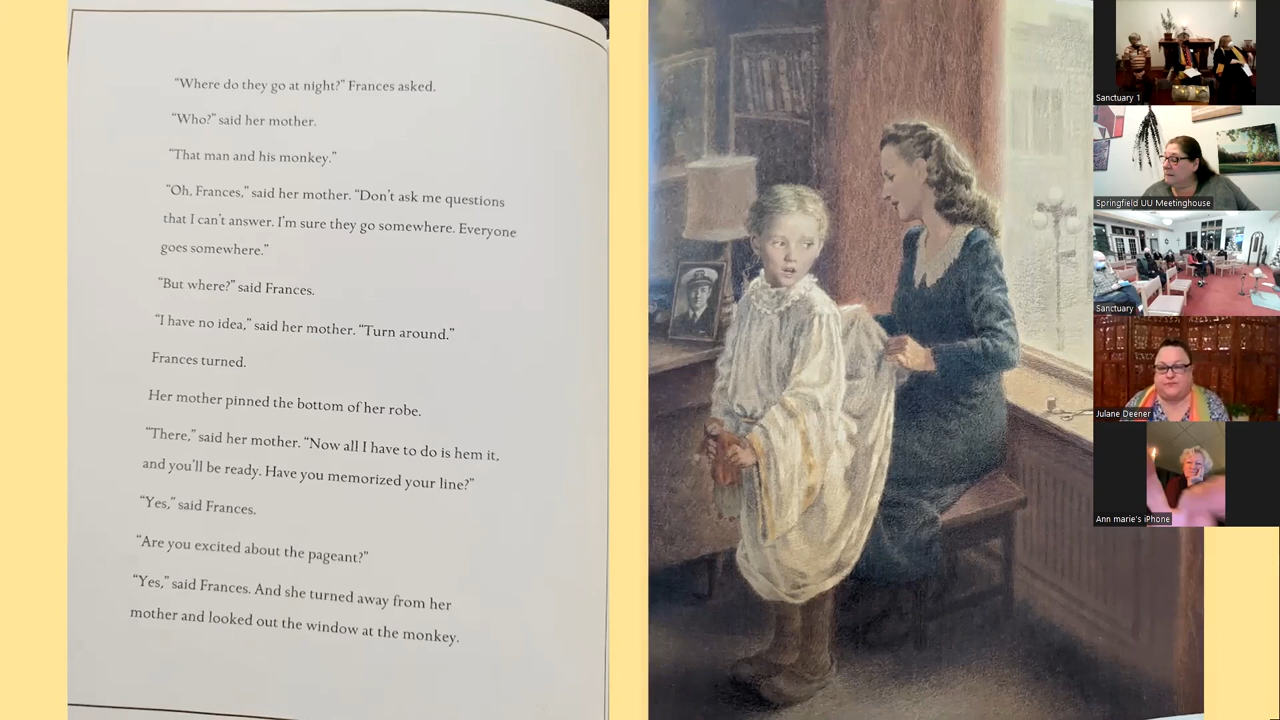 “Where do they go at night?” Frances asked.
“Who?” said her mother.
“That man and his monkey.”
“Oh, Frances,” said her mother. “Don’t ask me questions
that I can’t answer. I’m sure they go somewhere. Everyone
goes somewhere.”
“But where?” said Frances.
“I have no idea,” said her mother. “Turn around.”
Frances turned.
Her mother pinned the bottom of her robe.
“There,” said her mother. “Now all I have to do is hem it,
and you’ll be ready. Have you memorized your line?”
“Yes,” said Frances.
“Are you excited about the pageant?”
“Yes,” said Frances. And she turned away from her
mother and looked out the window at the monkey.
Sanctuary 1
Springfield UU Meetinghouse
Sanctuary
Julane Deener
Ann marie's iPhone